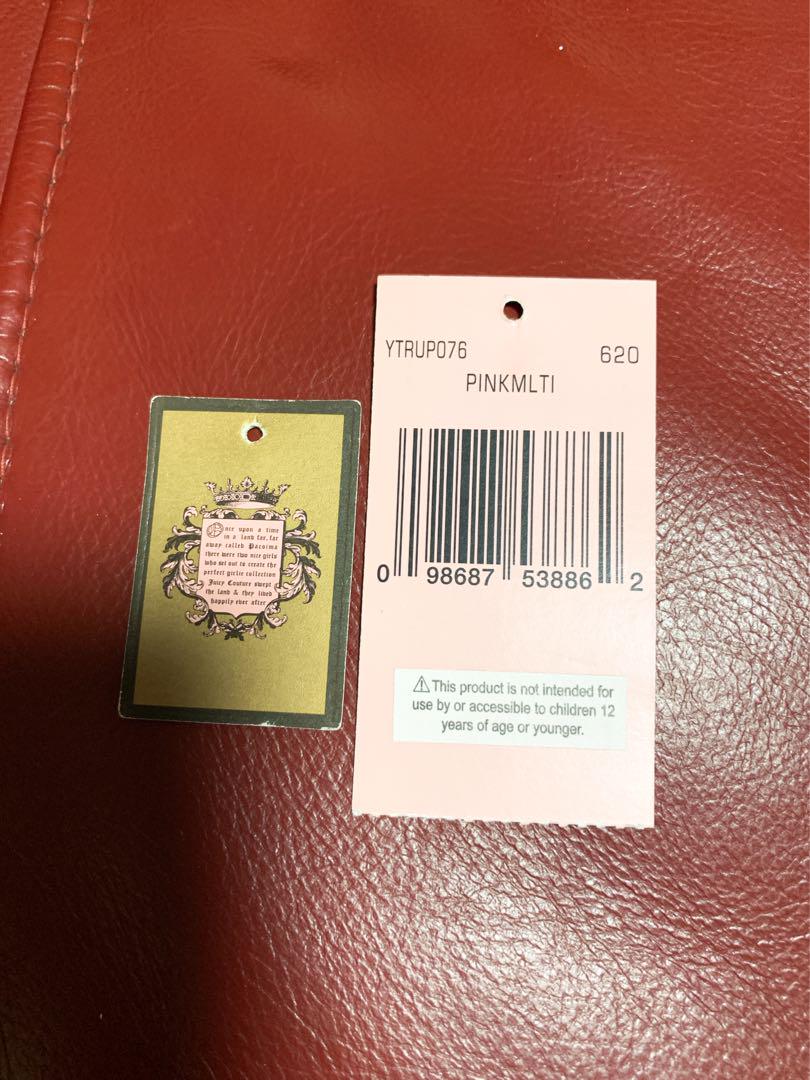 Once upon a time
in a land far, far
away called Pacoima
there were two nice girls
who set out to create the
perfect girlie collection
Juicy Couture swept
the land & they lived
happily ever after
YTRUP076 620
PINKMLTI
0 98687 53886 2
⚠ This product is not intended for
use by or accessible to children 12
years of age or younger.